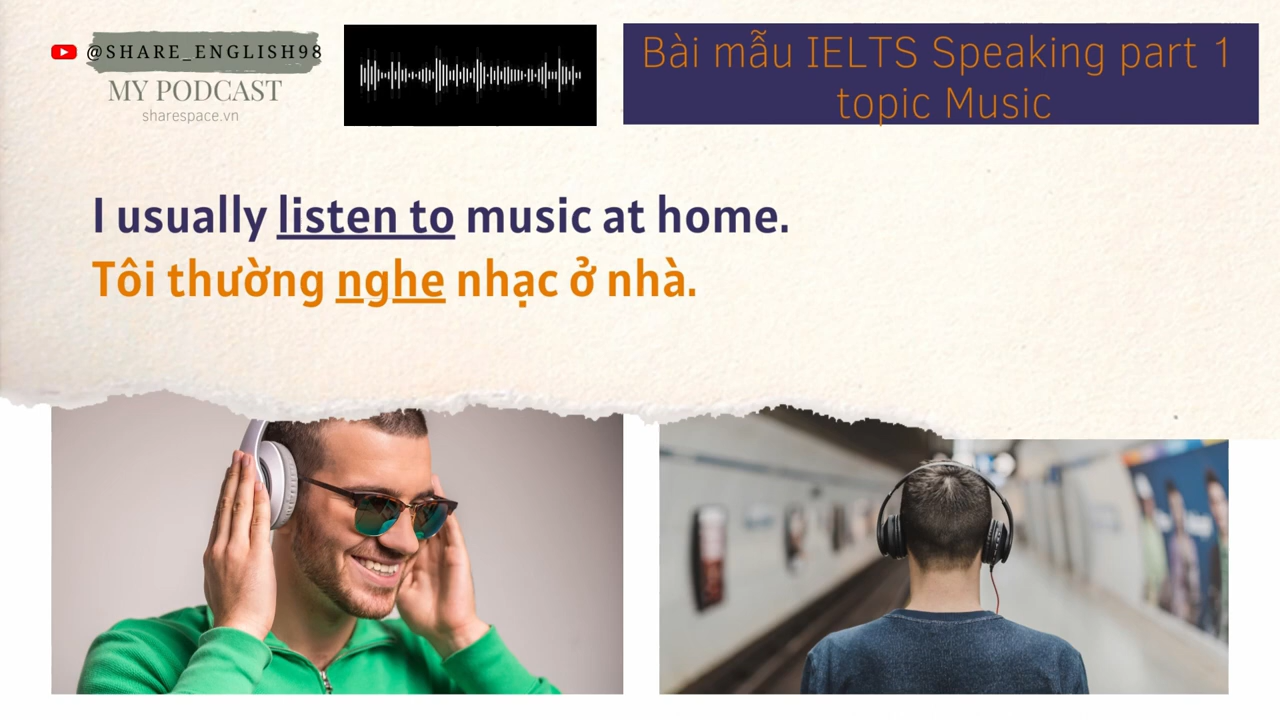 @SHARE_ENGLISH98
MY PODCAST
sharespace.vn
Bài mẫu IELTS Speaking part 1
topic Music
I usually listen to music at home.
Tôi thường nghe nhạc ở nhà.